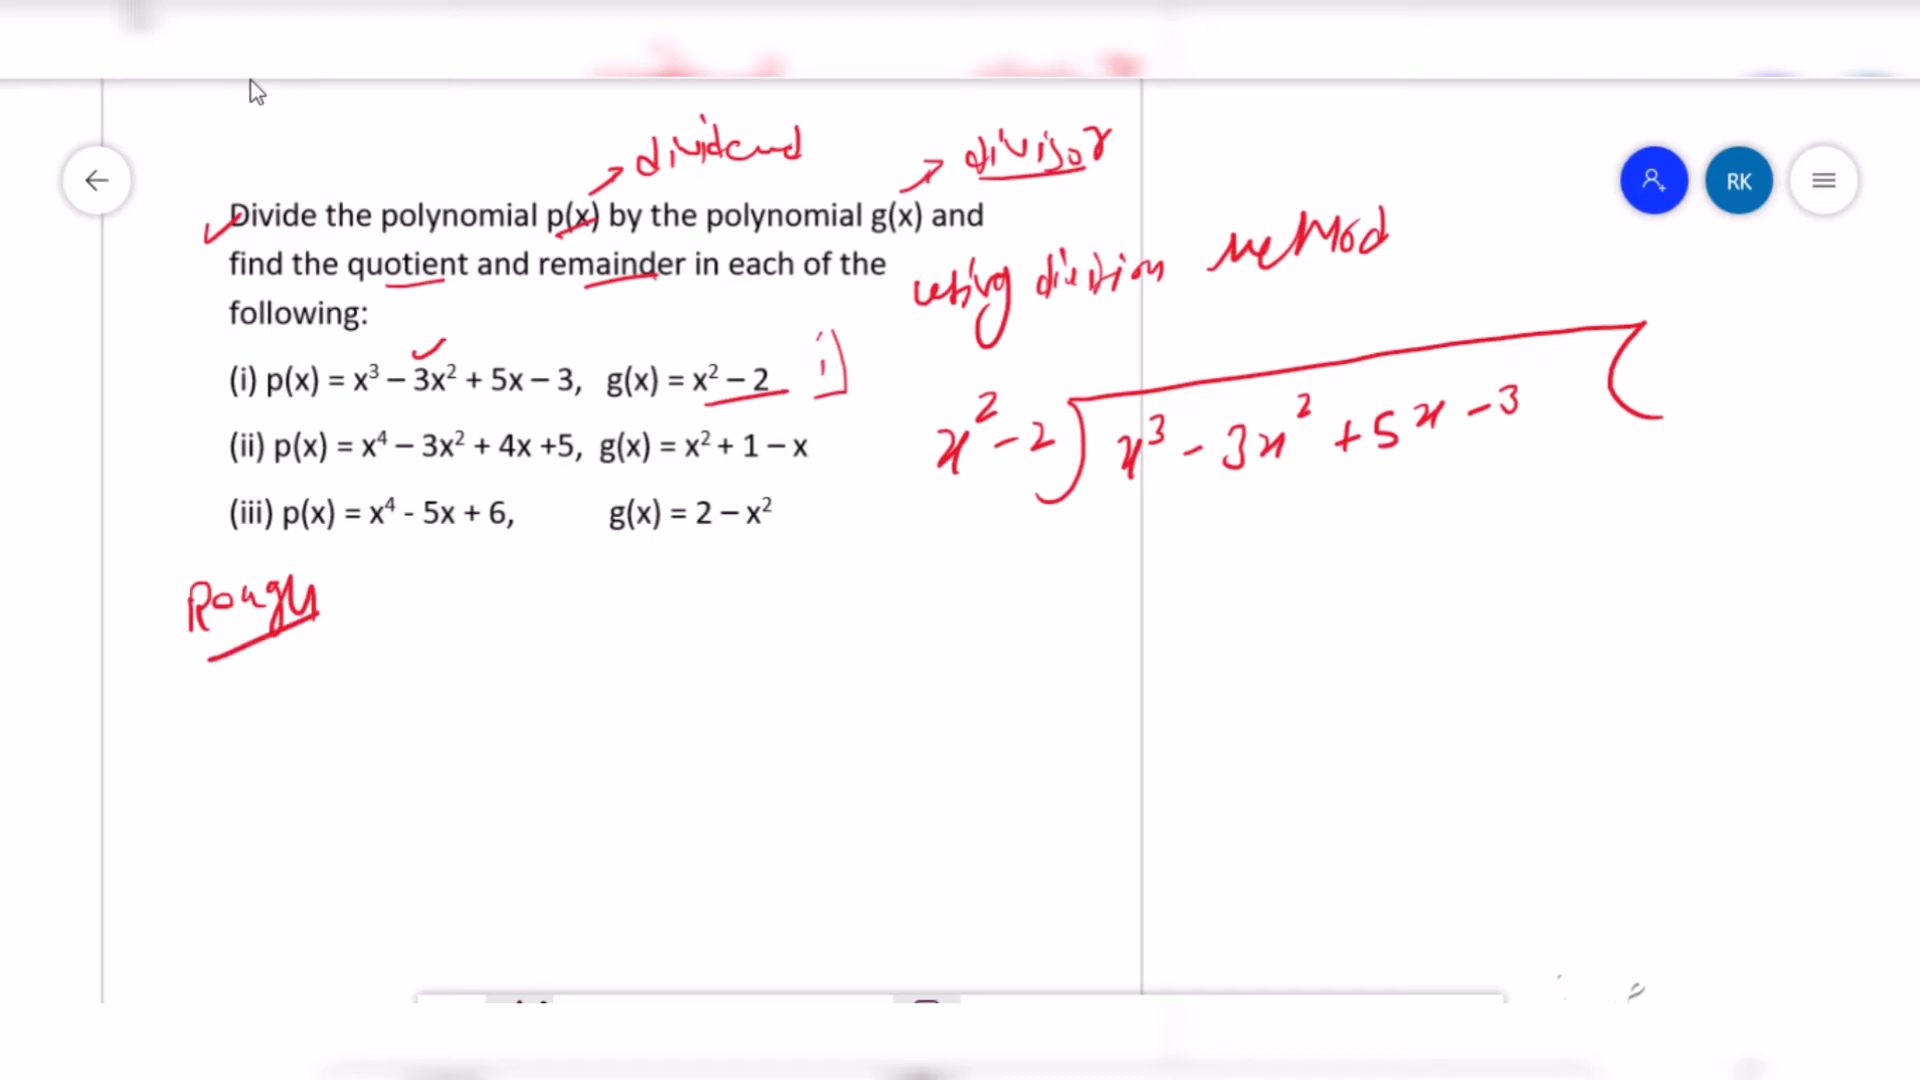 dividend divisor
Divide the polynomial p(x) by the polynomial g(x) and
find the quotient and remainder in each of the
following:
using division method
RK
(i) p(x) = x³ – 3x² + 5x – 3, g(x) = x² – 2 i)
x² - 2 x³ - 3x² + 5x - 3
(ii) p(x) = x⁴ – 3x² + 4x +5, g(x) = x² + 1 – x
(iii) p(x) = x⁴ - 5x + 6, g(x) = 2 – x²
Rough